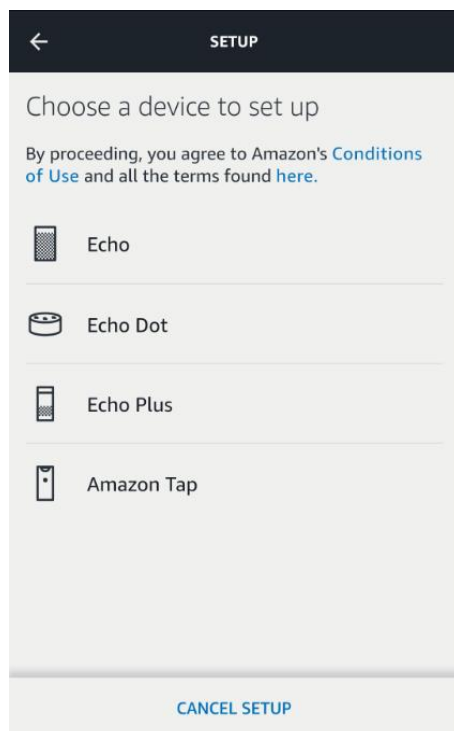 SETUP
Choose a device to set up
By proceeding, you agree to Amazon's Conditions
of Use and all the terms found here.
Echo
Echo Dot
Echo Plus
Amazon Tap
CANCEL SETUP